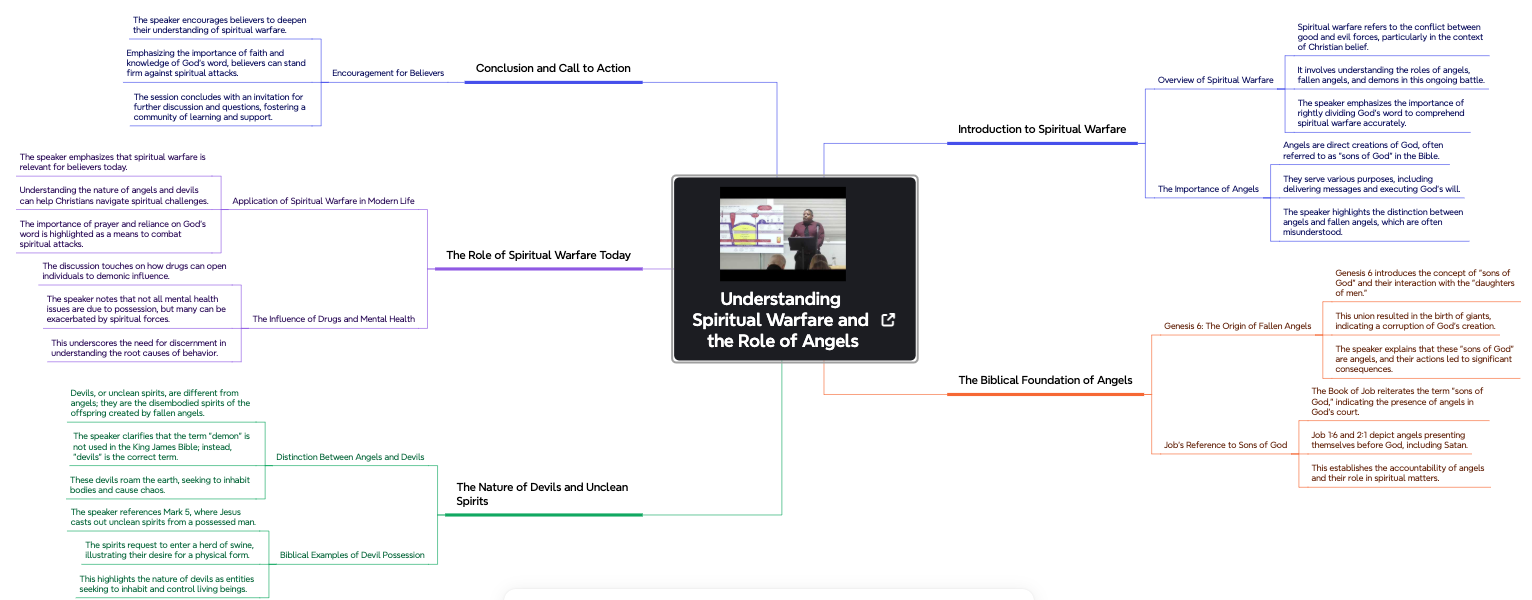 Understanding
Spiritual Warfare and
the Role of Angels
Introduction to Spiritual Warfare
Overview of Spiritual Warfare
Spiritual warfare refers to the conflict between
good and evil forces, particularly in the context
of Christian belief.
It involves understanding the roles of angels,
fallen angels, and demons in this ongoing battle.
The speaker emphasizes the importance of
rightly dividing God's word to comprehend
spiritual warfare accurately.
The Importance of Angels
Angels are direct creations of God, often
referred to as "sons of God" in the Bible.
They serve various purposes, including
delivering messages and executing God's will.
The speaker highlights the distinction between
angels and fallen angels, which are often
misunderstood.
The Biblical Foundation of Angels
Genesis 6: The Origin of Fallen Angels
Genesis 6 introduces the concept of "sons of
God" and their interaction with the "daughters
of men."
This union resulted in the birth of giants,
indicating a corruption of God's creation.
The speaker explains that these "sons of God"
are angels, and their actions led to significant
consequences.
Job's Reference to Sons of God
The Book of Job reiterates the term "sons of
God," indicating the presence of angels in
God's court.
Job 1:6 and 2:1 depict angels presenting
themselves before God, including Satan.
This establishes the accountability of angels
and their role in spiritual matters.
The Nature of Devils and Unclean
Spirits
Distinction Between Angels and Devils
Devils, or unclean spirits, are different from
angels; they are the disembodied spirits of the
offspring created by fallen angels.
The speaker clarifies that the term "demon" is
not used in the King James Bible; instead,
"devils" is the correct term.
These devils roam the earth, seeking to inhabit
bodies and cause chaos.
Biblical Examples of Devil Possession
The speaker references Mark 5, where Jesus
casts out unclean spirits from a possessed man.
The spirits request to enter a herd of swine,
illustrating their desire for a physical form.
This highlights the nature of devils as entities
seeking to inhabit and control living beings.
The Role of Spiritual Warfare Today
Application of Spiritual Warfare in Modern Life
The speaker emphasizes that spiritual warfare is
relevant for believers today.
Understanding the nature of angels and devils
can help Christians navigate spiritual challenges.
The importance of prayer and reliance on God's
word is highlighted as a means to combat
spiritual attacks.
The Influence of Drugs and Mental Health
The discussion touches on how drugs can open
individuals to demonic influence.
The speaker notes that not all mental health
issues are due to possession, but many can be
exacerbated by spiritual forces.
This underscores the need for discernment in
understanding the root causes of behavior.
Conclusion and Call to Action
Encouragement for Believers
The speaker encourages believers to deepen
their understanding of spiritual warfare.
Emphasizing the importance of faith and
knowledge of God's word, believers can stand
firm against spiritual attacks.
The session concludes with an invitation for
further discussion and questions, fostering a
community of learning and support.